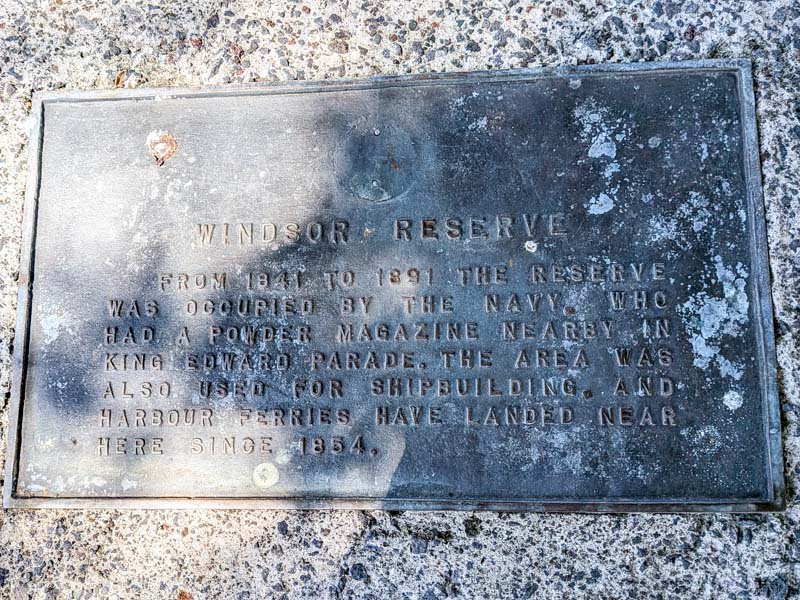 WINDSOR RESERVE
FROM 1841 TO 1891 THE RESERVE
WAS OCCUPIED BY THE NAVY. WHO
HAD A POWDER MAGAZINE NEARBY IN
KING EDWARD PARADE. THE AREA WAS
ALSO USED FOR SHIPBUILDING. AND
HARBOUR FERRIES HAVE LANDED NEAR
HERE SINCE 1854.